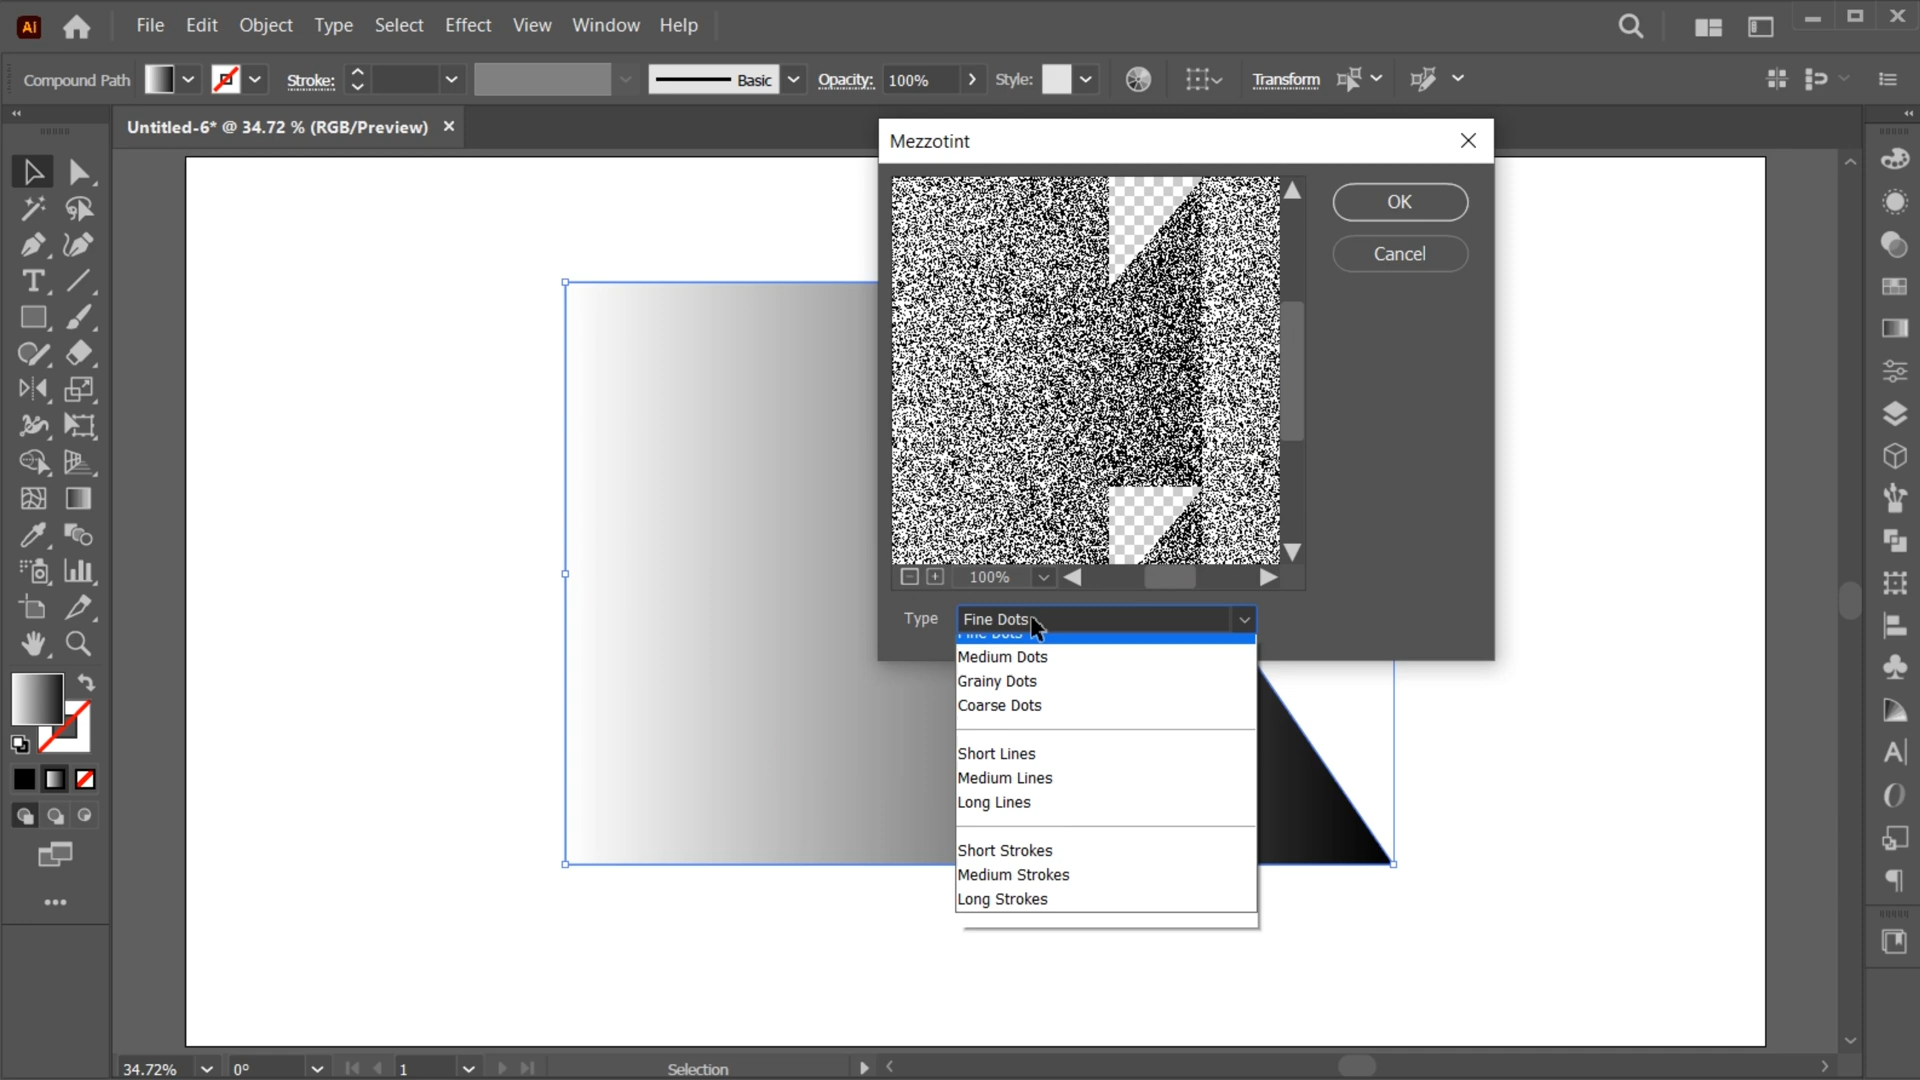 Ai File Edit Object Type Select Effect View Window Help
Compound Path Stroke: Basic Opacity: 100% Style: Transform
Untitled-6* @ 34.72 % (RGB/Preview)
Mezzotint
OK
Cancel
100%
Type Fine Dots
Fine Dots
Medium Dots
Grainy Dots
Coarse Dots
Short Lines
Medium Lines
Long Lines
Short Strokes
Medium Strokes
Long Strokes
34.72% 0° 1 Selection